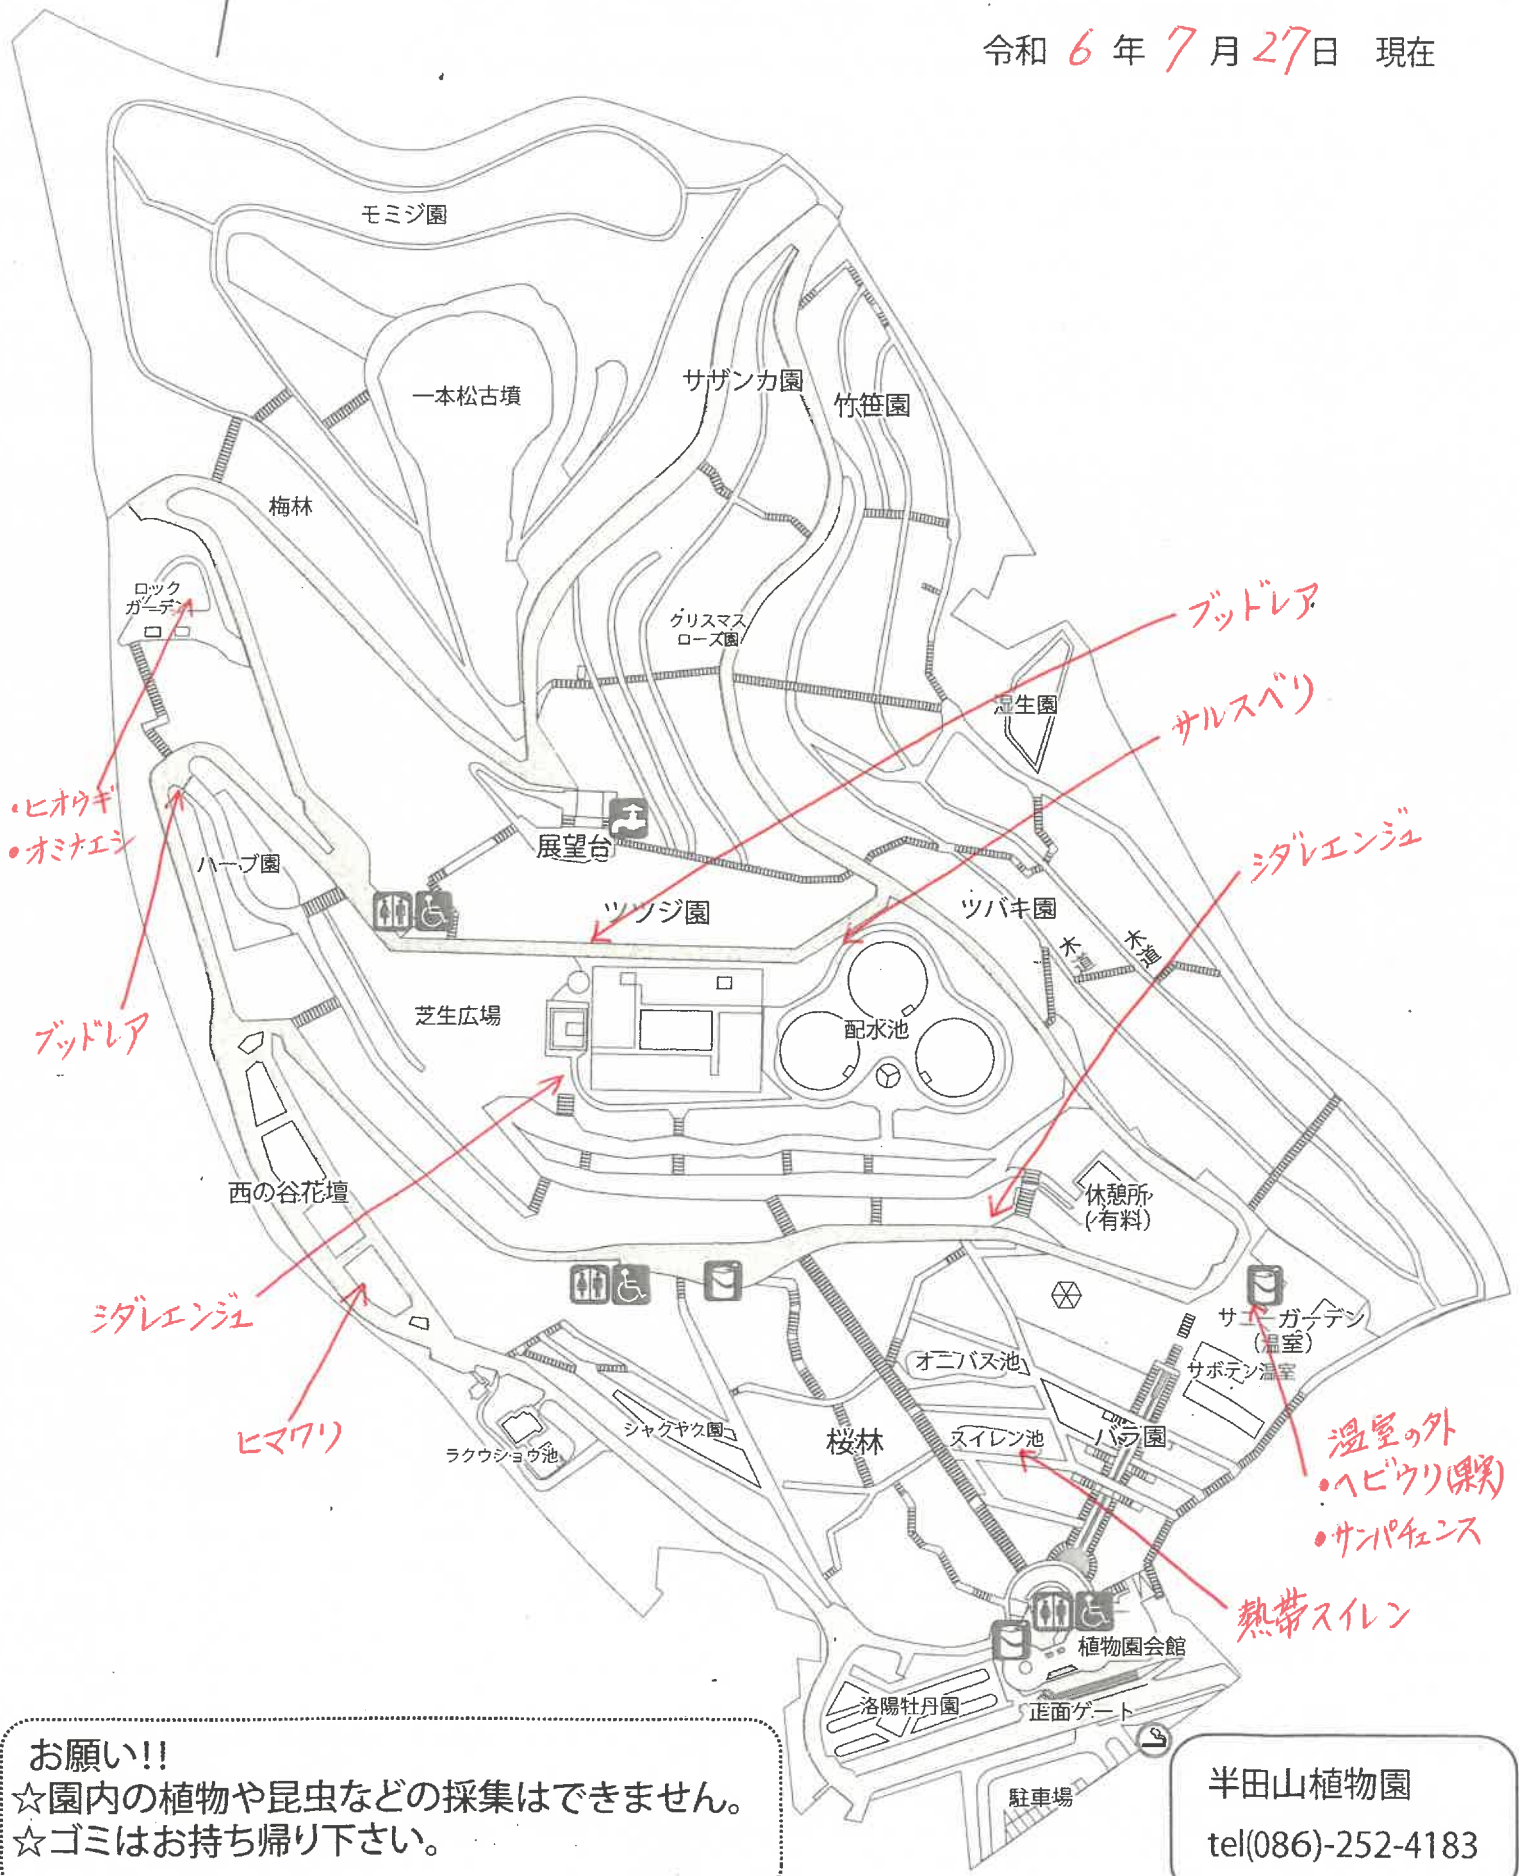 令和 6 年 7 月 27日 現在
モミジ園
一本松古墳
サザンカ園
竹笹園
梅林
ロック
ガーデン
クリスマス
ローズ園
ブッドレア
湿生園
サルスベリ
・ヒオウギ
・オミナエシ
展望台
ハーブ園
シダレエンジュ
ツツジ園
ツバキ園
木道
木道
芝生広場
配水池
ブッドレア
西の谷花壇
休憩所
(有料)
シダレエンジュ
サニーガーデン
(温室)
オニバス池
サボテン温室
ヒマワリ
シャクヤク園
桜林
スイレン池
バラ園
ラクウショウ池
温室の外
・ヘビウリ(果実)
・サンパチェンス
熱帯スイレン
植物園会館
洛陽牡丹園
正面ゲート
駐車場
お願い!!
☆園内の植物や昆虫などの採集はできません。
☆ゴミはお持ち帰り下さい。
半田山植物園
tel(086)-252-4183